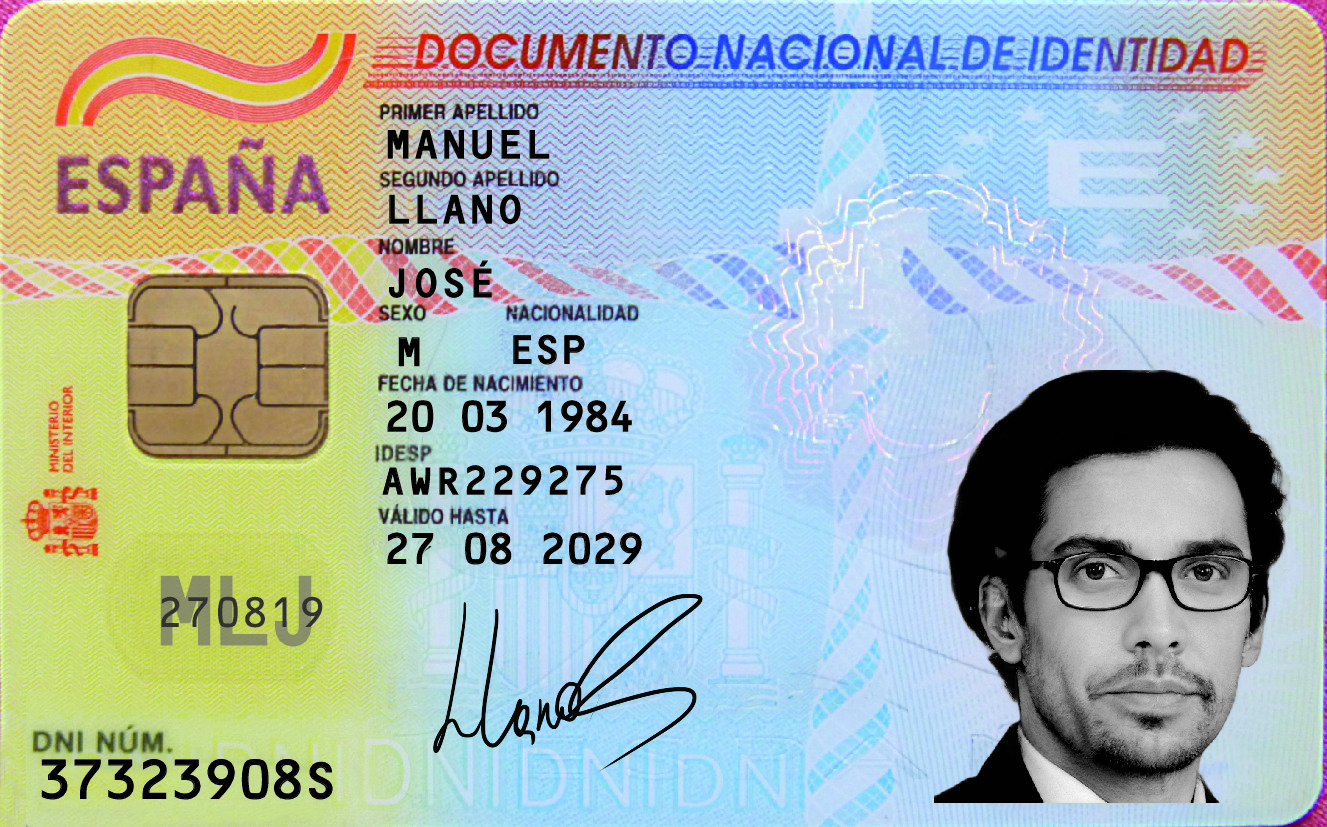 DOCUMENTO NACIONAL DE IDENTIDAD
ESPAÑA
PRIMER APELLIDO
MANUEL
SEGUNDO APELLIDO
LLANO
NOMBRE
JOSÉ
SEXO NACIONALIDAD
M ESP
FECHA DE NACIMIENTO
20 03 1984
IDESP
AWR229275
VÁLIDO HASTA
27 08 2029
MINISTERIO
DEL INTERIOR
E
MLJ
270819
Llano
DNI NÚM.
37323908S
DNIDNIDNIDN